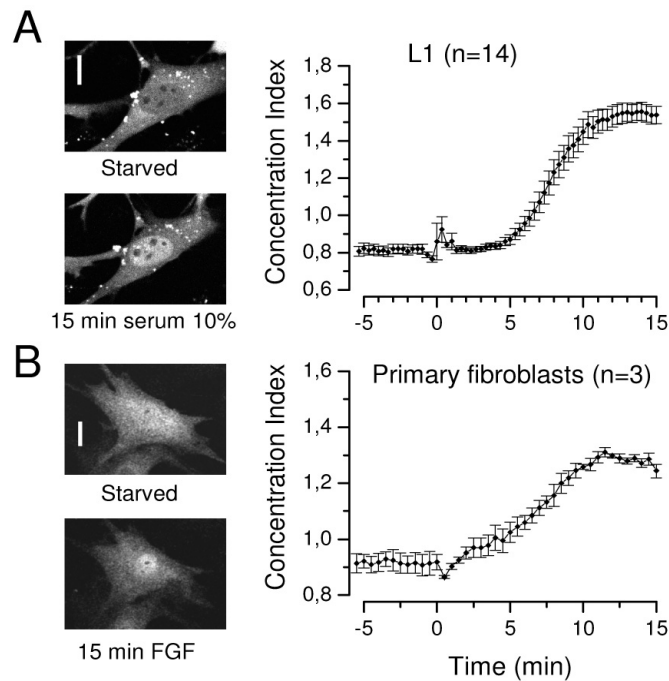 A
Starved
15 min serum 10%
L1 (n=14)
Concentration Index
1,8
1,6
1,4
1,2
1,0
0,8
0,6
-5 0 5 10 15
B
Starved
15 min FGF
Primary fibroblasts (n=3)
Concentration Index
1,6
1,4
1,2
1,0
0,8
-5 0 5 10 15
Time (min)